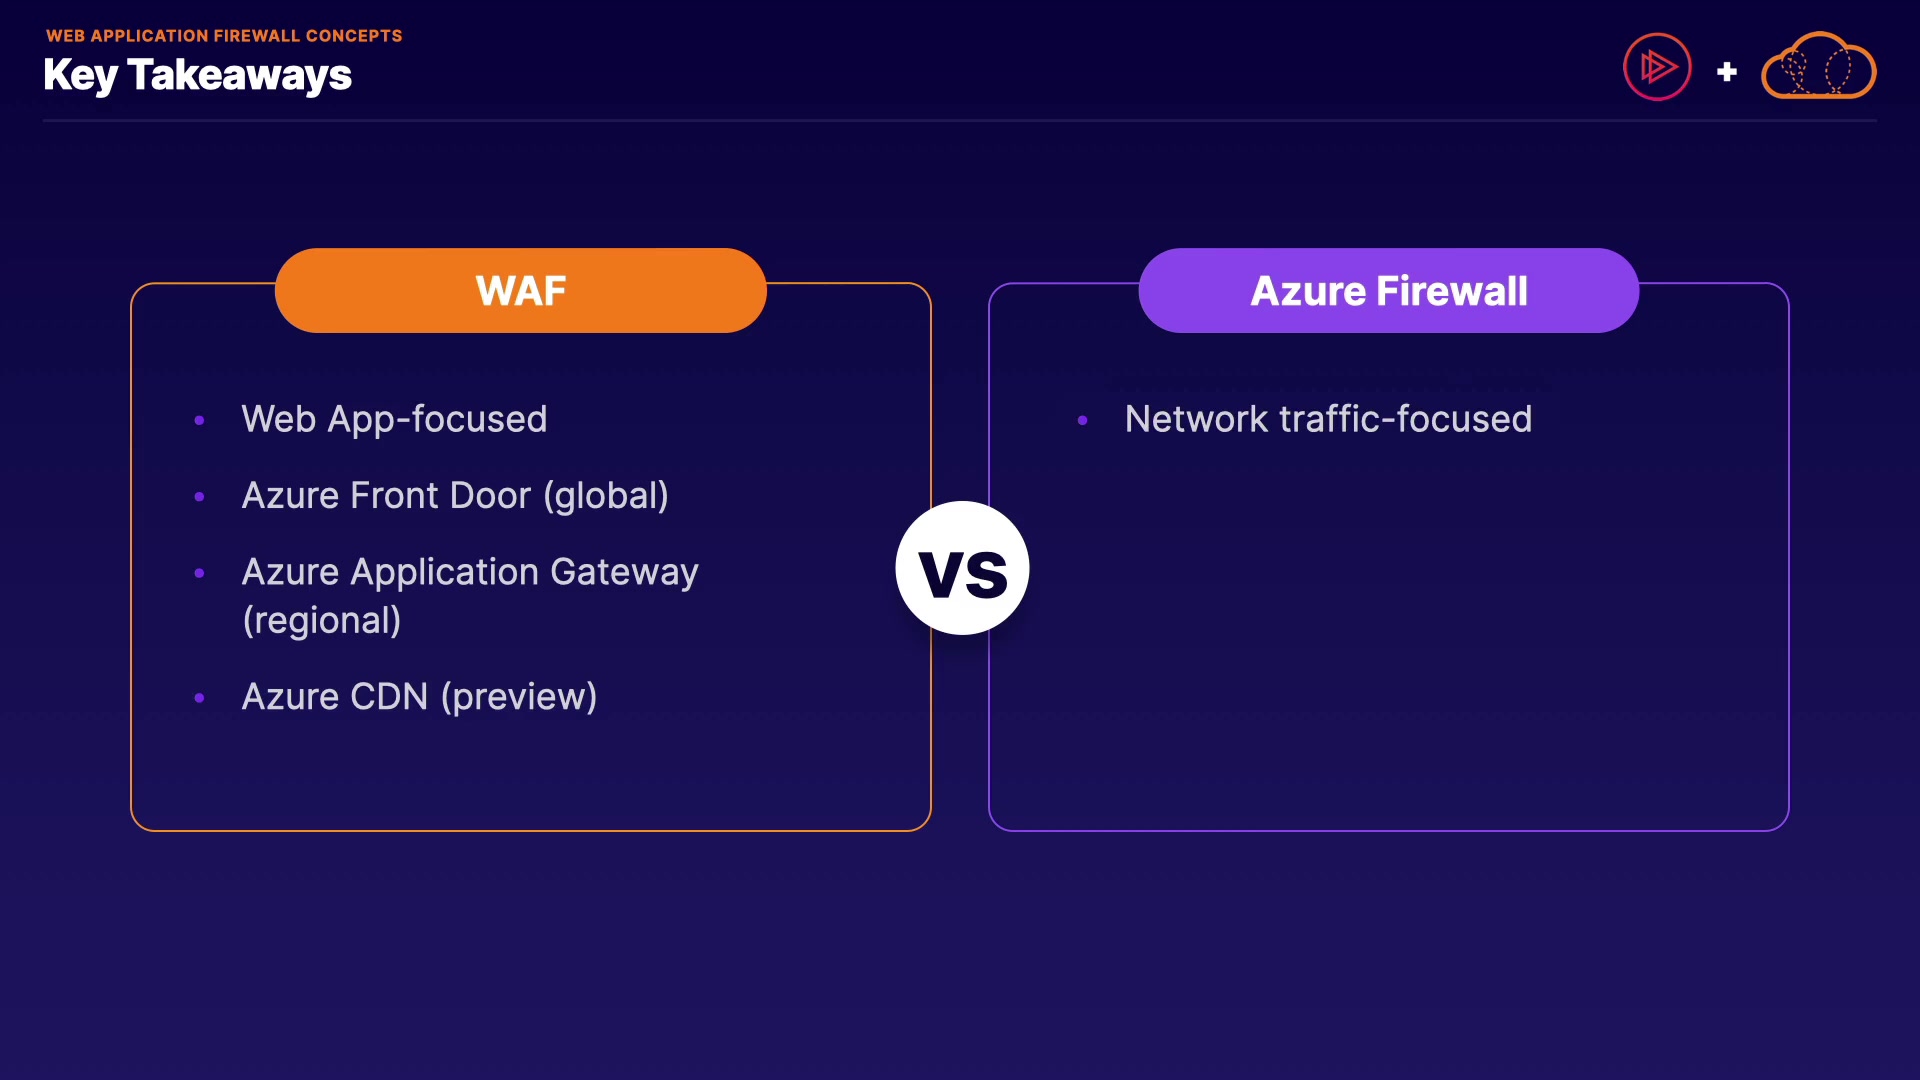 WEB APPLICATION FIREWALL CONCEPTS
Key Takeaways
+
WAF
• Web App-focused
• Azure Front Door (global)
• Azure Application Gateway
(regional)
• Azure CDN (preview)
VS
Azure Firewall
• Network traffic-focused